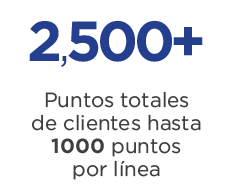 2,500+
Puntos totales
de clientes hasta
1000 puntos
por línea